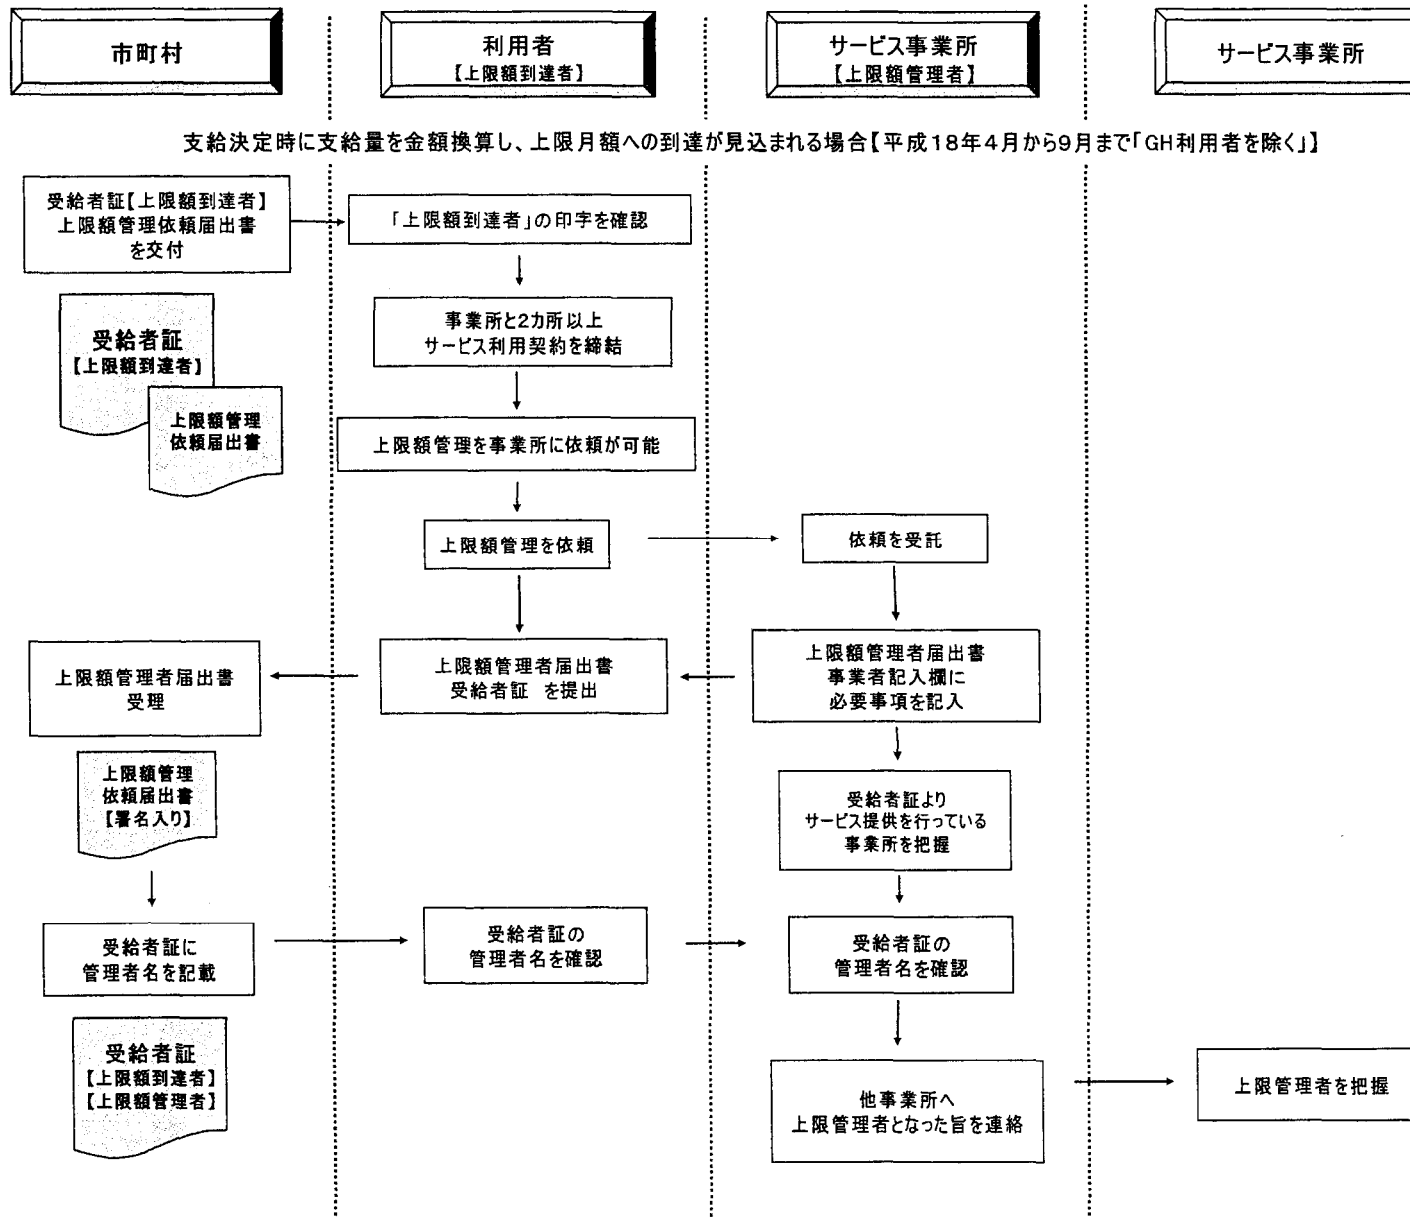 市町村
利用者
【上限額到達者】
サービス事業所
【上限額管理者】
サービス事業所
支給決定時に支給量を金額換算し、上限月額への到達が見込まれる場合【平成18年4月から9月まで「GH利用者を除く」】
受給者証【上限額到達者】
上限額管理依頼届出書
を交付
「上限額到達者」の印字を確認
受給者証
【上限額到達者】
上限額管理
依頼届出書
事業所と2カ所以上
サービス利用契約を締結
上限額管理を事業所に依頼が可能
上限額管理を依頼
依頼を受託
上限額管理者届出書
受理
上限額管理者届出書
受給者証 を提出
上限額管理者届出書
事業者記入欄に
必要事項を記入
上限額管理
依頼届出書
【署名入り】
受給者証より
サービス提供を行っている
事業所を把握
受給者証に
管理者名を記載
受給者証の
管理者名を確認
受給者証の
管理者名を確認
受給者証
【上限額到達者】
【上限額管理者】
他事業所へ
上限管理者となった旨を連絡
上限管理者を把握